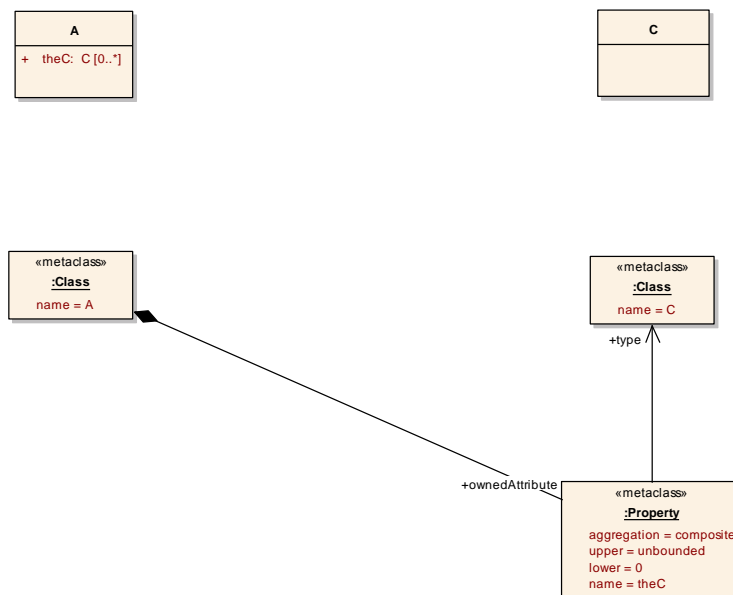 A
+ theC: C [0..*]
C
«metaclass»
:Class
name = A
«metaclass»
:Class
name = C
+type
+ownedAttribute
«metaclass»
:Property
aggregation = composite
upper = unbounded
lower = 0
name = theC